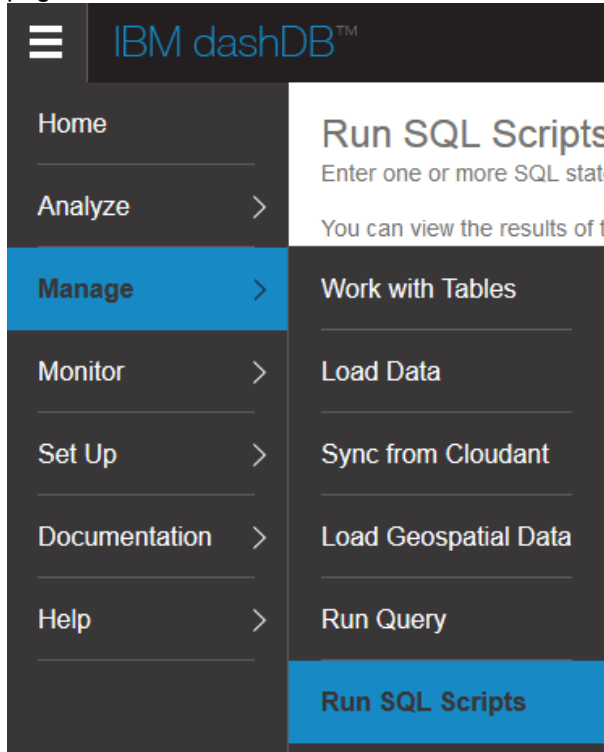 IBM dashDB™
Home
Analyze
Manage
Monitor
Set Up
Documentation
Help
Run SQL Scripts
Enter one or more SQL
You can view the results of
Work with Tables
Load Data
Sync from Cloudant
Load Geospatial Data
Run Query
Run SQL Scripts